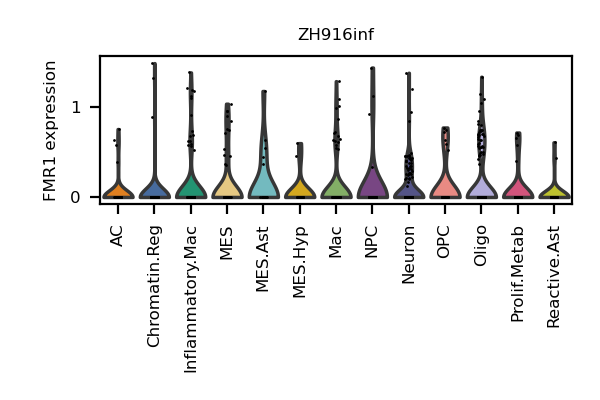 ZH916inf
FMR1 expression
1
0
AC
Chromatin.Reg
Inflammatory.Mac
MES
MES.Ast
MES.Hyp
Mac
NPC
Neuron
OPC
Oligo
Prolif.Metab
Reactive.Ast